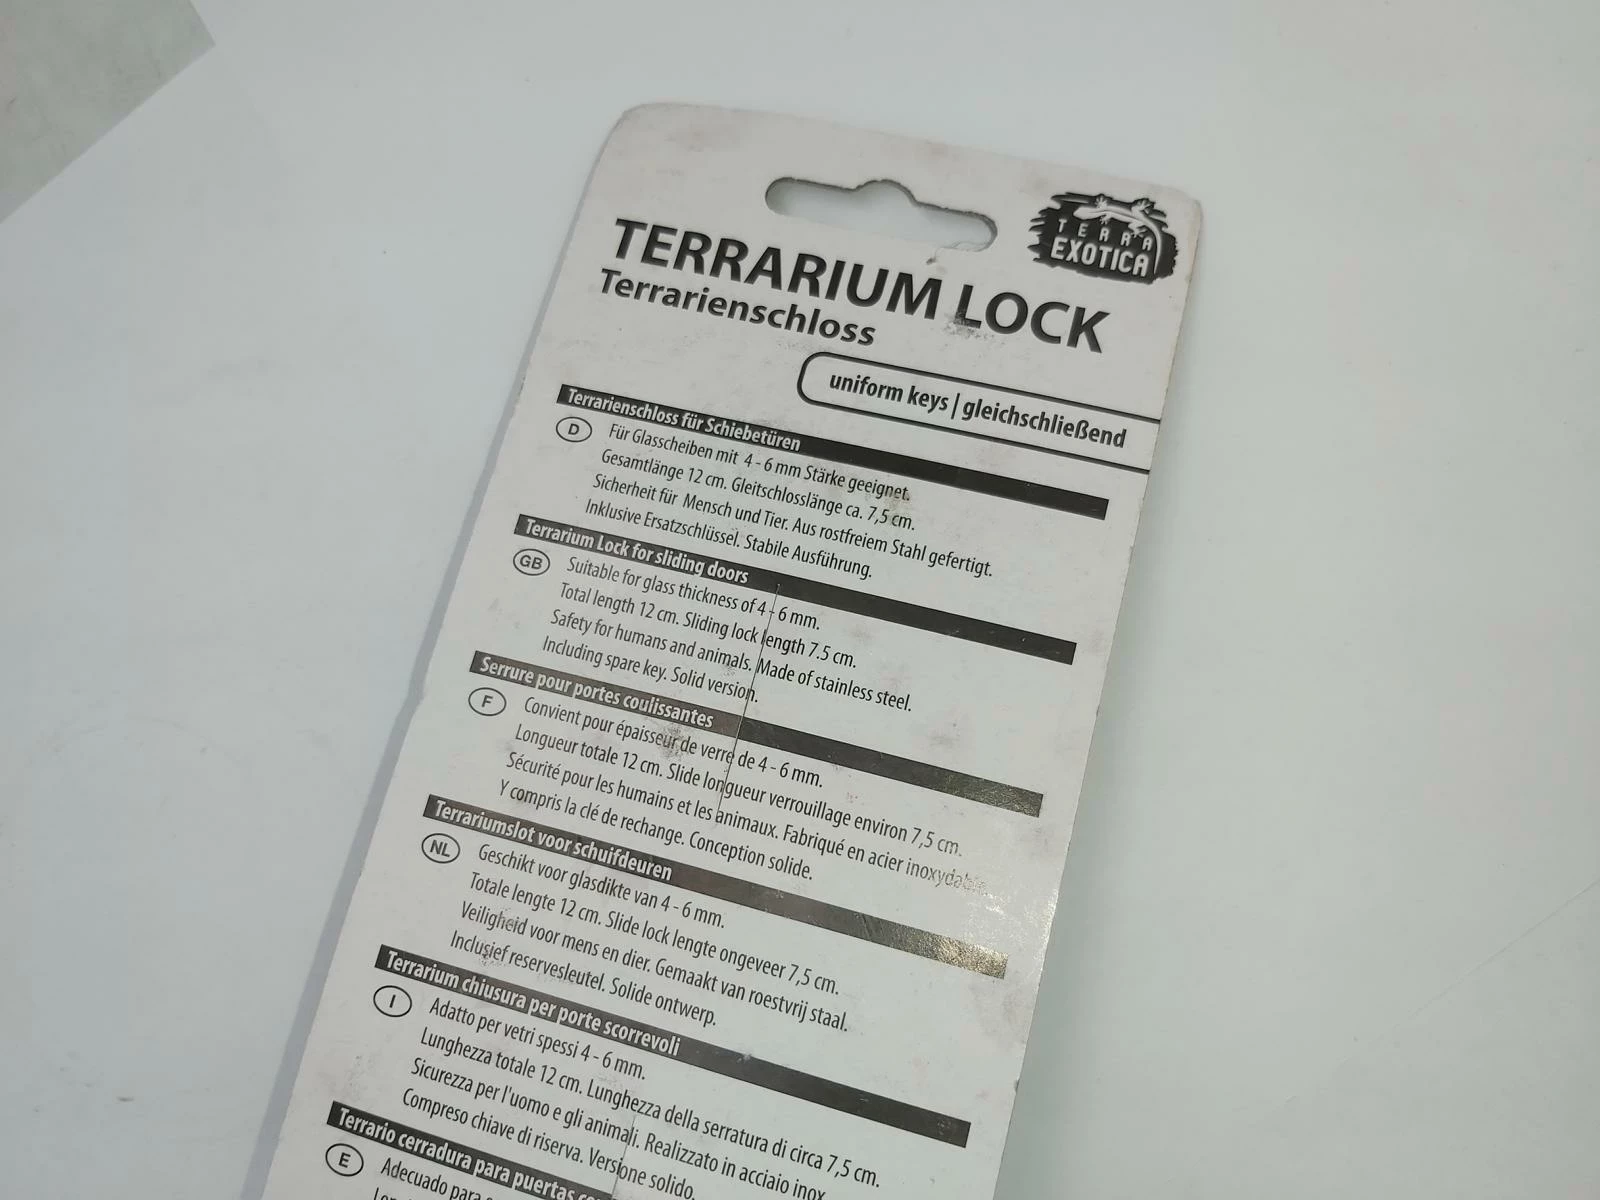 TERRA
EXOTICA
TERRARIUM LOCK
Terrarienschloss
uniform keys | gleichschließend
Terrarienschloss für Schiebetüren
D
Für Glasscheiben mit 4 - 6 mm Stärke geeignet.
Gesamtlänge 12 cm. Gleitschlosslänge ca. 7,5 cm.
Sicherheit für Mensch und Tier. Aus rostfreiem Stahl gefertigt.
Inklusive Ersatzschlüssel. Stabile Ausführung.
Terrarium Lock for sliding doors
GB
Suitable for glass thickness of 4 - 6 mm.
Total length 12 cm. Sliding lock length 7.5 cm.
Safety for humans and animals. Made of stainless steel.
Including spare key. Solid version.
Serrure pour portes coulissantes
F
Convient pour épaisseur de verre de 4 - 6 mm.
Longueur totale 12 cm. Slide longueur verrouillage environ 7,5 cm.
Sécurité pour les humains et les animaux. Fabriqué en acier inoxydable.
Y compris la clé de rechange. Conception solide.
Terrariumslot voor schuifdeuren
NL
Geschikt voor glasdikte van 4 - 6 mm.
Totale lengte 12 cm. Slide lock lengte ongeveer 7,5 cm.
Veiligheid voor mens en dier. Gemaakt van roestvrij staal.
Inclusief reservesleutel. Solide ontwerp.
Terrarium chiusura per porte scorrevoli
I
Adatto per vetri spessi 4 - 6 mm.
Lunghezza totale 12 cm. Lunghezza della serratura di circa 7,5 cm.
Sicurezza per l'uomo e gli animali. Realizzato in acciaio inox.
Compreso chiave di riserva. Versione solido.
Terrario cerradura para puertas
E
Adecuado para